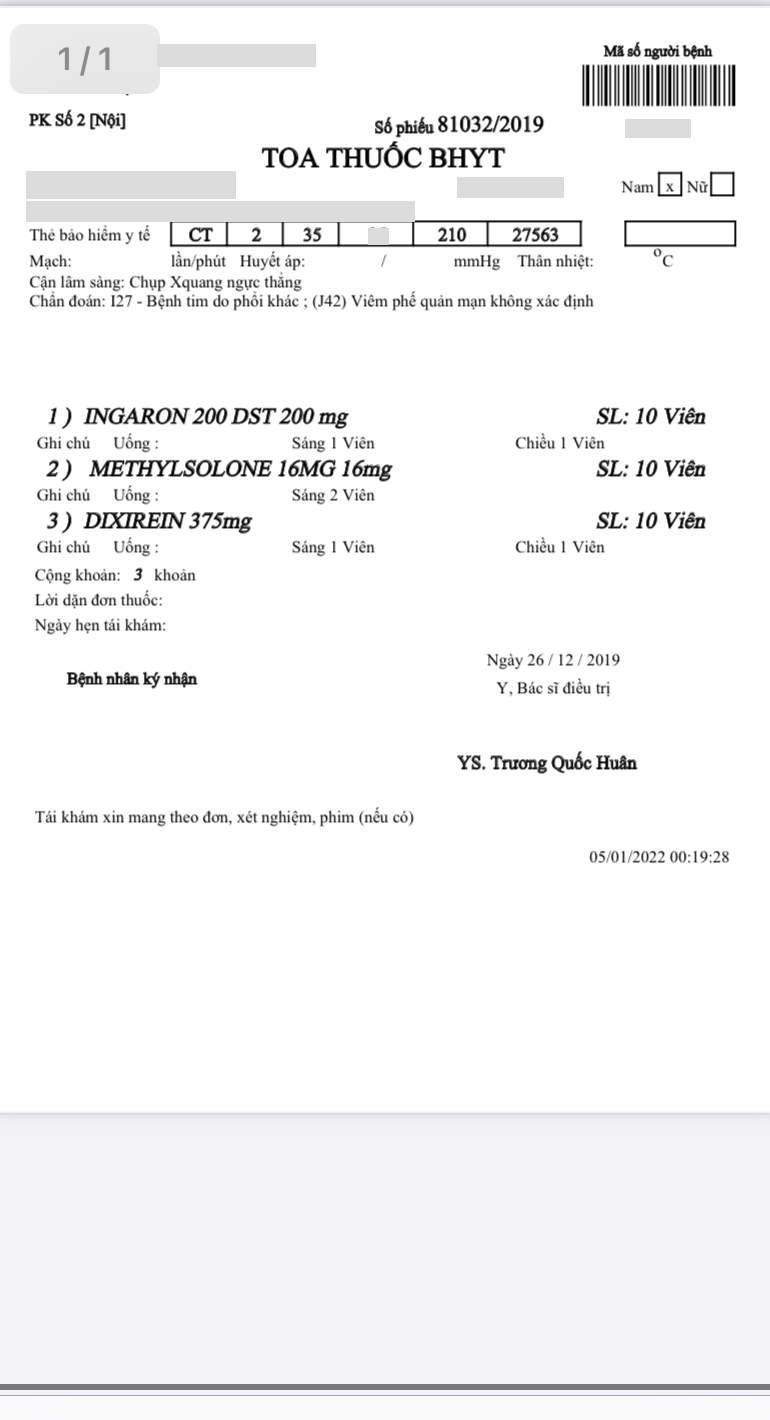 1/1
Mã số người bệnh
PK Số 2 [Nội]
Số phiếu 81032/2019
TOA THUỐC BHYT
Nam x Nữ
Thẻ bảo hiểm y tế CT 2 35 210 27563
Mạch: lần/phút Huyết áp: / mmHg Thân nhiệt: °C
Cận lâm sàng: Chụp Xquang ngực thẳng
Chẩn đoán: I27 - Bệnh tim do phổi khác ; (J42) Viêm phế quản mạn không xác định
1 ) INGARON 200 DST 200 mg SL: 10 Viên
Ghi chú Uống : Sáng 1 Viên Chiều 1 Viên
2 ) METHYLSOLONE 16MG 16mg SL: 10 Viên
Ghi chú Uống : Sáng 2 Viên
3 ) DIXIREIN 375mg SL: 10 Viên
Ghi chú Uống : Sáng 1 Viên Chiều 1 Viên
Cộng khoản: 3 khoản
Lời dặn đơn thuốc:
Ngày hẹn tái khám:
Ngày 26 / 12 / 2019
Bệnh nhân ký nhận
Y, Bác sĩ điều trị
YS. Trương Quốc Huân
Tái khám xin mang theo đơn, xét nghiệm, phim (nếu có)
05/01/2022 00:19:28